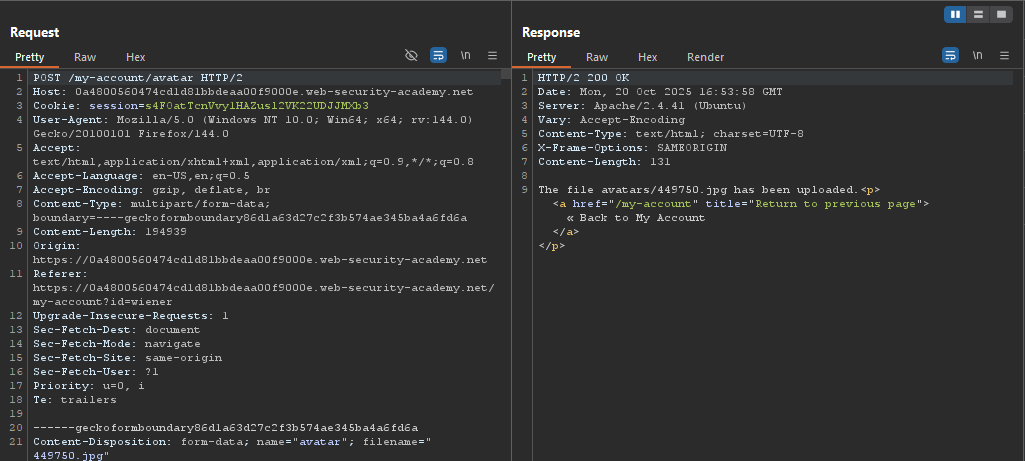 Request
Pretty Raw Hex
\n
1 POST /my-account/avatar HTTP/2
2 Host: 0a4800560474cd1d81bbdeaa00f9000e.web-security-academy.net
3 Cookie: session=s4F0atTcnVvylHAZusl2VK22UDJJMXb3
4 User-Agent: Mozilla/5.0 (Windows NT 10.0; Win64; x64; rv:144.0)
Gecko/20100101 Firefox/144.0
5 Accept:
text/html,application/xhtml+xml,application/xml;q=0.9,*/*;q=0.8
6 Accept-Language: en-US,en;q=0.5
7 Accept-Encoding: gzip, deflate, br
8 Content-Type: multipart/form-data;
boundary=----geckoformboundary86d1a63d27c2f3b574ae345ba4a6fd6a
9 Content-Length: 194939
10 Origin:
https://0a4800560474cd1d81bbdeaa00f9000e.web-security-academy.net
11 Referer:
https://0a4800560474cd1d81bbdeaa00f9000e.web-security-academy.net/
my-account?id=wiener
12 Upgrade-Insecure-Requests: 1
13 Sec-Fetch-Dest: document
14 Sec-Fetch-Mode: navigate
15 Sec-Fetch-Site: same-origin
16 Sec-Fetch-User: ?1
17 Priority: u=0, i
18 Te: trailers
19
20 ------geckoformboundary86d1a63d27c2f3b574ae345ba4a6fd6a
21 Content-Disposition: form-data; name="avatar"; filename="
449750.jpg"
Response
Pretty Raw Hex Render
\n
1 HTTP/2 200 OK
2 Date: Mon, 20 Oct 2025 16:53:58 GMT
3 Server: Apache/2.4.41 (Ubuntu)
4 Vary: Accept-Encoding
5 Content-Type: text/html; charset=UTF-8
6 X-Frame-Options: SAMEORIGIN
7 Content-Length: 131
8
9 The file avatars/449750.jpg has been uploaded.<p>
<a href="/my-account" title="Return to previous page">
« Back to My Account
</a>
</p>